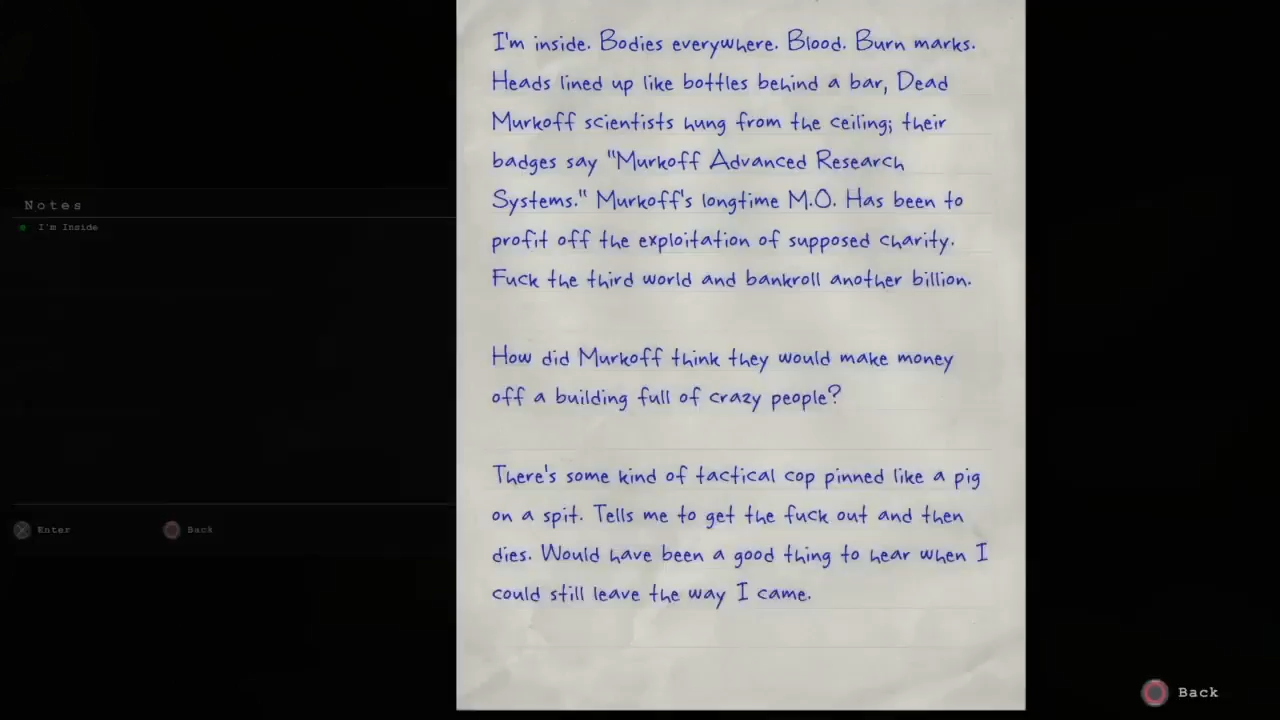 Notes
I'm Inside
Enter
Back
I'm inside. Bodies everywhere. Blood. Burn marks.
Heads lined up like bottles behind a bar, Dead
Murkoff scientists hung from the ceiling; their
badges say "Murkoff Advanced Research
Systems." Murkoff's longtime M.O. Has been to
profit off the exploitation of supposed charity.
Fuck the third world and bankroll another billion.
How did Murkoff think they would make money
off a building full of crazy people?
There's some kind of tactical cop pinned like a pig
on a spit. Tells me to get the fuck out and then
dies. Would have been a good thing to hear when I
could still leave the way I came.
Back